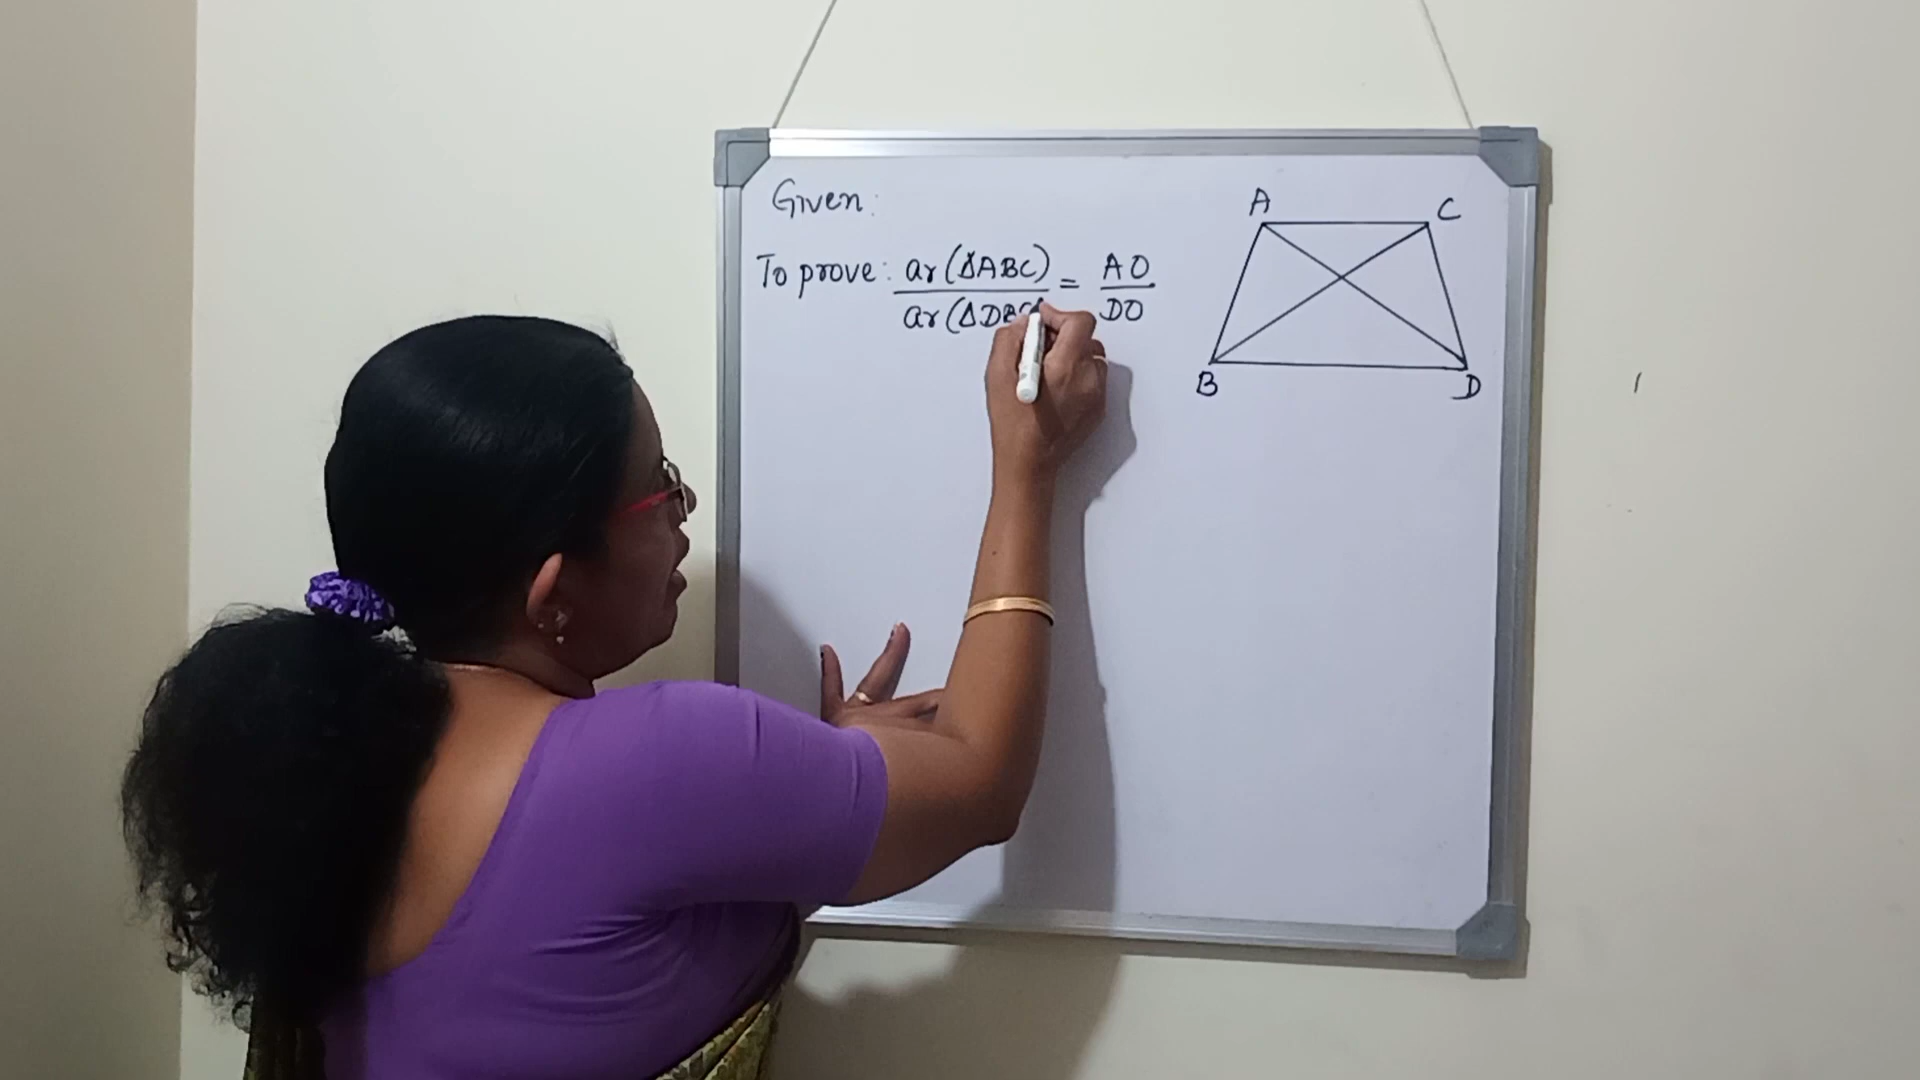 Given:
To prove: ar(ΔABC) = AO
ar(ΔDBC) DO
A C
B D